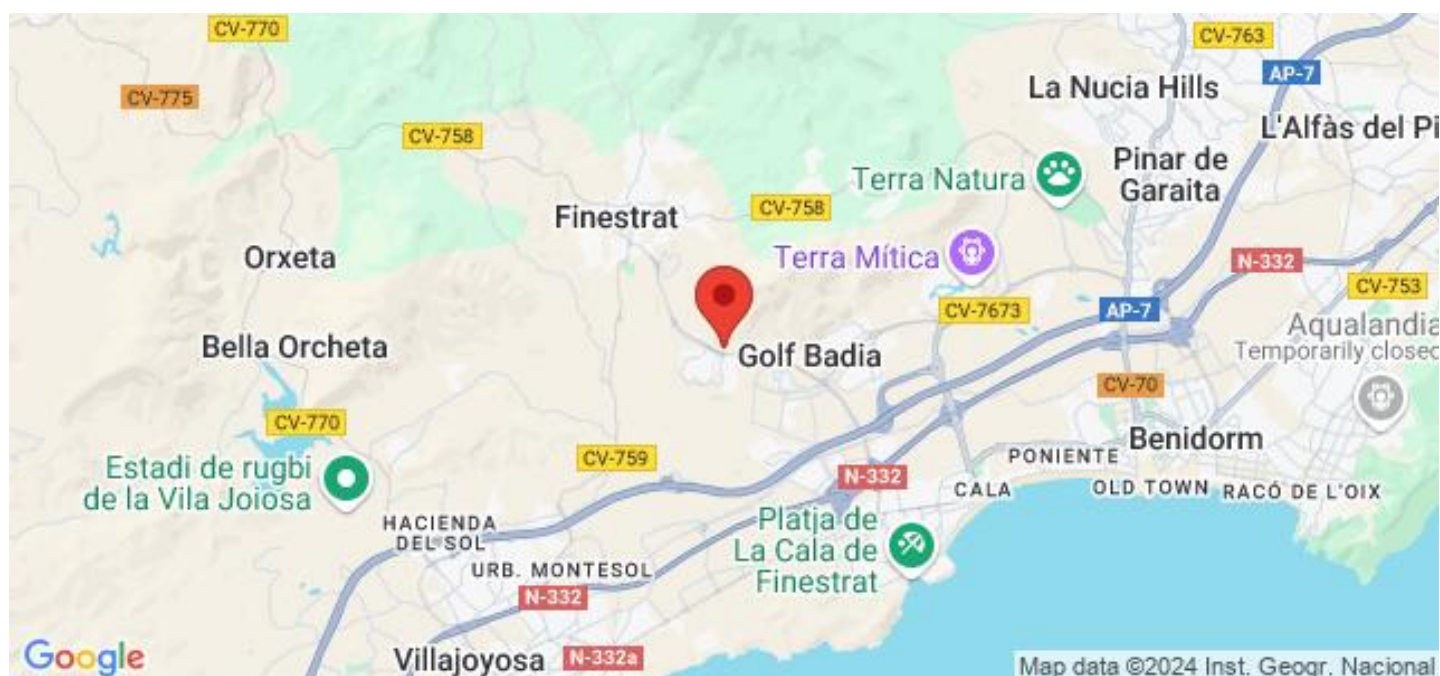 CV-770
CV-763
AP-7
CV-775
La Nucia Hills
CV-758
L'Alfàs del Pi
Terra Natura
Pinar de
Garaita
Finestrat
CV-758
Orxeta
Terra Mítica
N-332
CV-753
CV-7673
AP-7
Bella Orcheta
Golf Badia
Aqualandia
Temporarily closed
CV-70
CV-770
Benidorm
CV-759
PONIENTE
Estadi de rugbi
de la Vila Joiosa
N-332
CALA
OLD TOWN
RACÓ DE L'OIX
HACIENDA
DEL SOL
Platja de
La Cala de
Finestrat
URB. MONTESOL
N-332
Villajoyosa
N-332a
Google
Map data ©2024 Inst. Geogr. Nacional